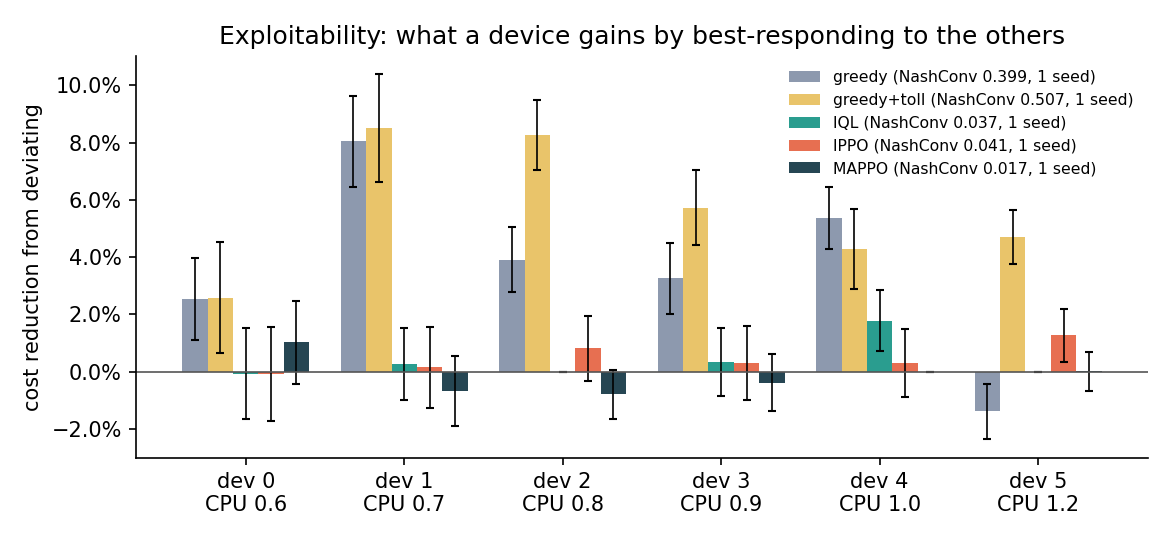 Exploitability: what a device gains by best-responding to the others
cost reduction from deviating
10.0%
8.0%
6.0%
4.0%
2.0%
0.0%
−2.0%
greedy (NashConv 0.399, 1 seed)
greedy+toll (NashConv 0.507, 1 seed)
IQL (NashConv 0.037, 1 seed)
IPPO (NashConv 0.041, 1 seed)
MAPPO (NashConv 0.017, 1 seed)
dev 0
CPU 0.6
dev 1
CPU 0.7
dev 2
CPU 0.8
dev 3
CPU 0.9
dev 4
CPU 1.0
dev 5
CPU 1.2